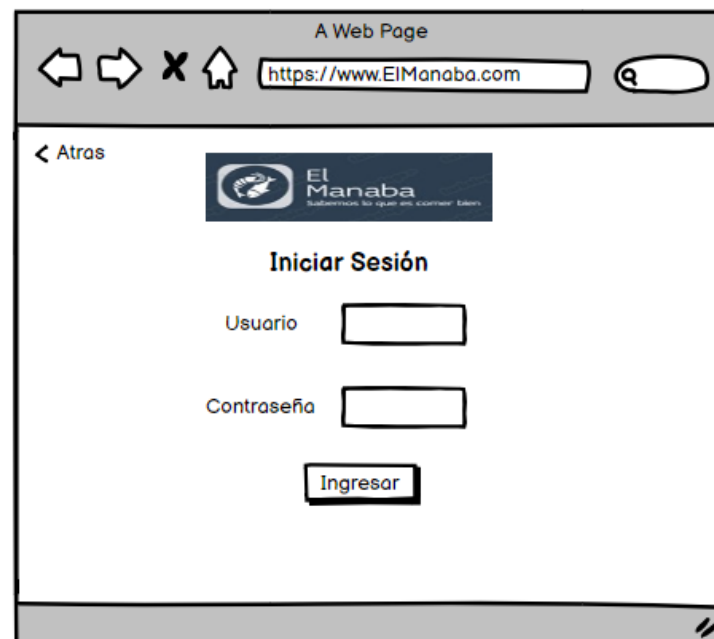 A Web Page
https://www.ElManaba.com
Atras
El
Manaba
Sabemos lo que es comer bien
Iniciar Sesión
Usuario
Contraseña
Ingresar